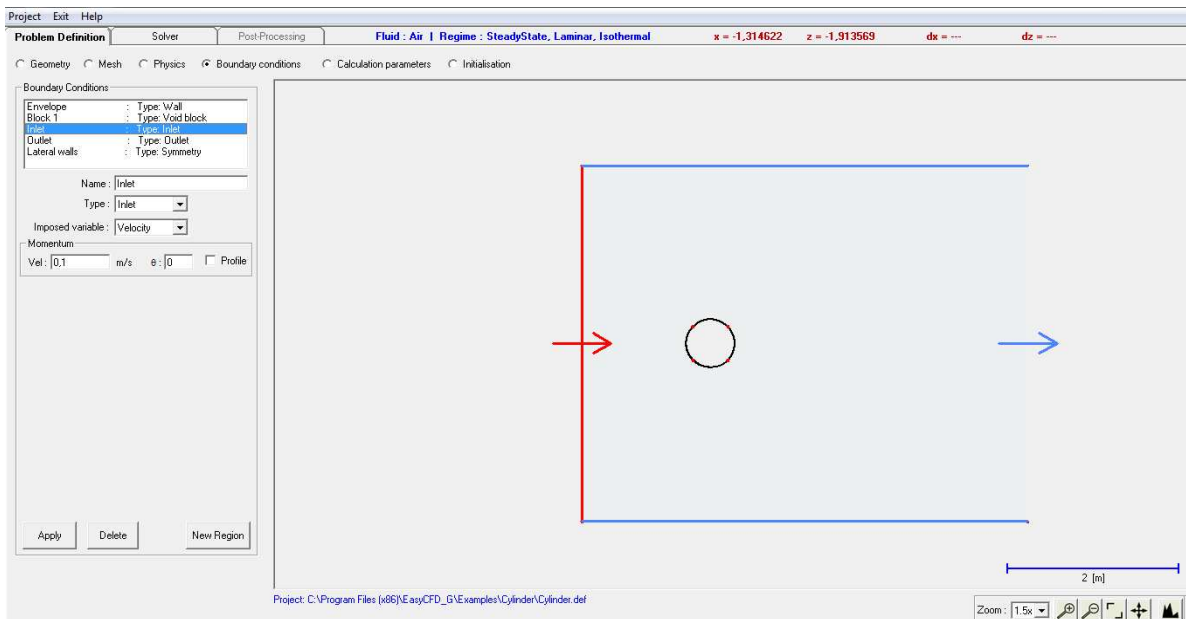 Project Exit Help
Problem Definition Solver Post-Processing Fluid : Air | Regime : SteadyState, Laminar, Isothermal x = -1,314622 z = -1,913569 dx = --- dz = ---
Geometry Mesh Physics Boundary conditions Calculation parameters Initialisation
Boundary Conditions
Envelope : Type: Wall
Block 1 : Type: Void block
Inlet : Type: Inlet
Outlet : Type: Outlet
Lateral walls : Type: Symmetry
Name : Inlet
Type : Inlet
Imposed variable : Velocity
Momentum
Vel : 0,1 m/s θ : 0 Profile
Apply Delete New Region
2 [m]
Project: C:\Program Files (x86)\EasyCFD_G\Examples\Cylinder\Cylinder.def
Zoom : 1.5x